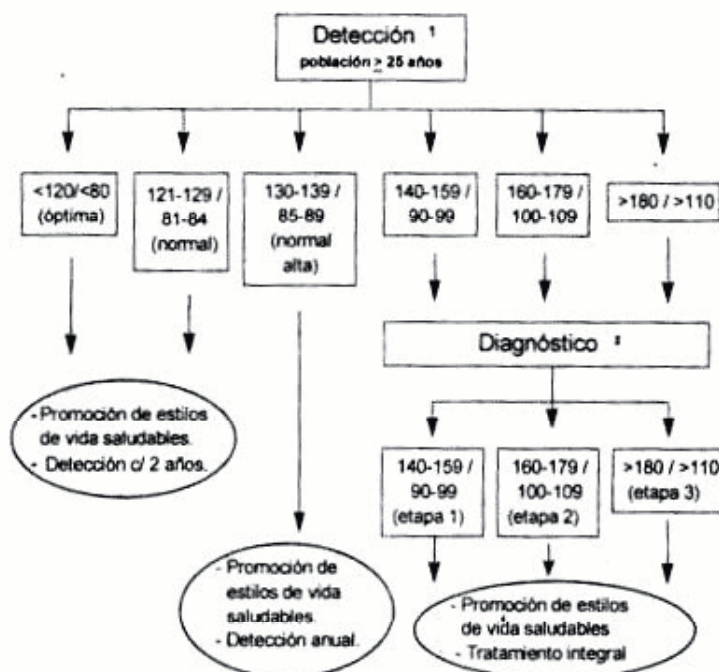 Detección 1
población ≥ 25 años
<120/<80
(óptima)
121-129 /
81-84
(normal)
130-139 /
85-89
(normal
alta)
140-159 /
90-99
160-179 /
100-109
>180 / >110
Diagnóstico 2
- Promoción de estilos
de vida saludables.
- Detección c/ 2 años.
140-159 /
90-99
(etapa 1)
160-179 /
100-109
(etapa 2)
>180 / >110
(etapa 3)
- Promoción de
estilos de vida
saludables.
- Detección anual.
- Promoción de estilos
de vida saludables
- Tratamiento integral